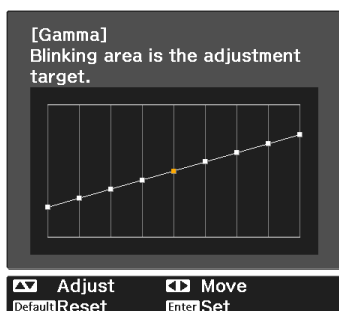 [Gamma]
Blinking area is the adjustment
target.
Adjust Move
Default Reset Enter Set